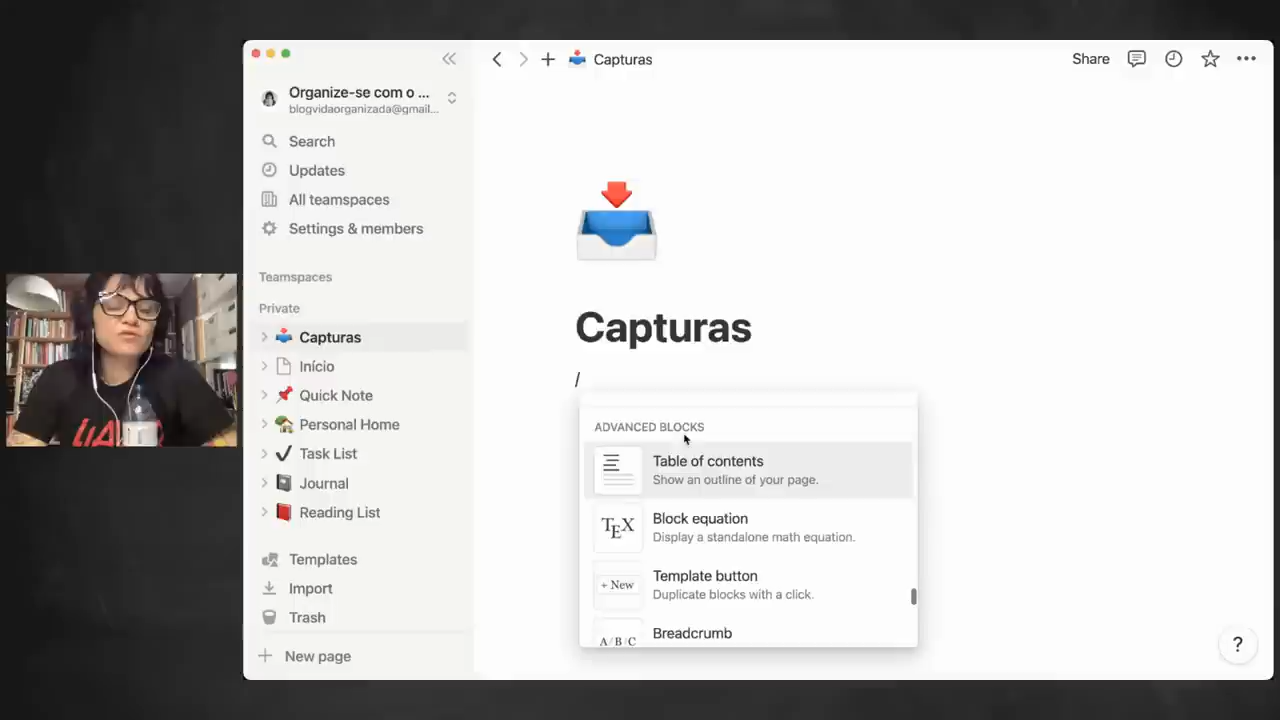 Capturas
Share
Organize-se com o ...
blogvidaorganizada@gmail...
Search
Updates
All teamspaces
Settings & members
Teamspaces
Private
Capturas
Início
Quick Note
Personal Home
Task List
Journal
Reading List
Templates
Import
Trash
New page
Capturas
/
ADVANCED BLOCKS
Table of contents
Show an outline of your page.
TEX
Block equation
Display a standalone math equation.
+ New
Template button
Duplicate blocks with a click.
A/B/C
Breadcrumb
?